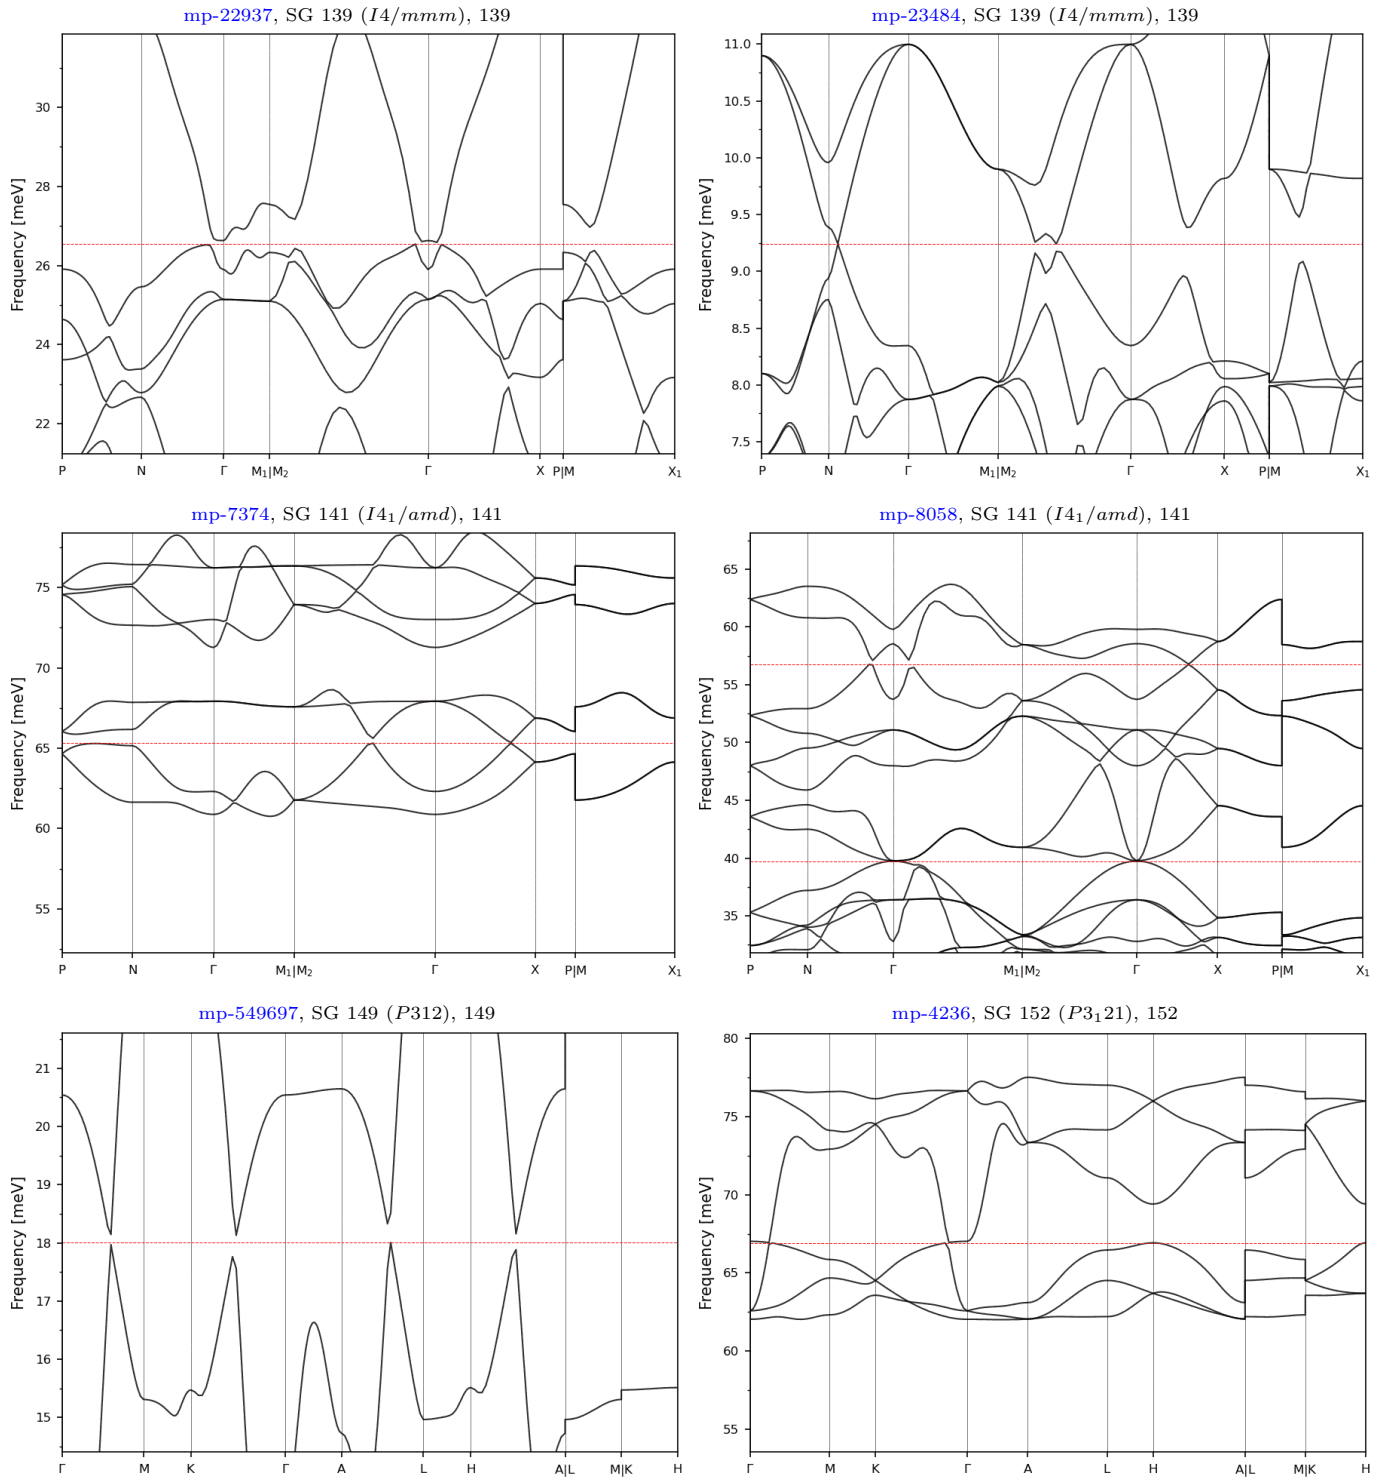 mp-22937, SG 139 (I4/mmm), 139
Frequency [meV]
30
28
26
24
22
P N Γ M₁|M₂ Γ X P|M X₁
mp-23484, SG 139 (I4/mmm), 139
Frequency [meV]
11.0
10.5
10.0
9.5
9.0
8.5
8.0
7.5
P N Γ M₁|M₂ Γ X P|M X₁
mp-7374, SG 141 (I4₁/amd), 141
Frequency [meV]
75
70
65
60
55
P N Γ M₁|M₂ Γ X P|M X₁
mp-8058, SG 141 (I4₁/amd), 141
Frequency [meV]
65
60
55
50
45
40
35
P N Γ M₁|M₂ Γ X P|M X₁
mp-549697, SG 149 (P312), 149
Frequency [meV]
21
20
19
18
17
16
15
Γ M K Γ A L H A|L M|K H
mp-4236, SG 152 (P3₁21), 152
Frequency [meV]
80
75
70
65
60
55
Γ M K Γ A L H A|L M|K H